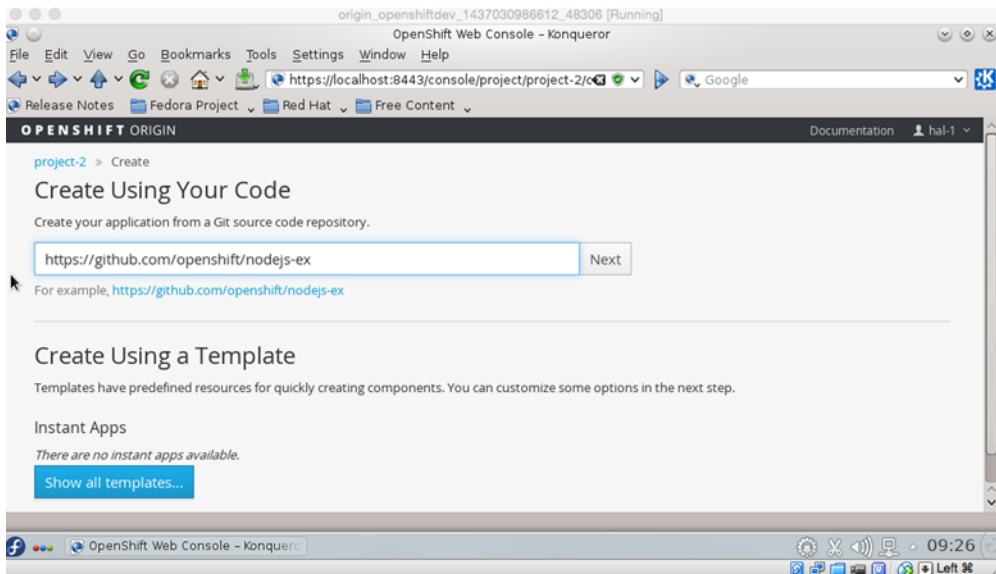 origin_openshiftdev_1437030986612_48306 [Running]
OpenShift Web Console – Konqueror
File Edit View Go Bookmarks Tools Settings Window Help
https://localhost:8443/console/project/project-2/c Google
Release Notes Fedora Project Red Hat Free Content
OPENSHIFT ORIGIN Documentation hal-1
project-2 » Create
Create Using Your Code
Create your application from a Git source code repository.
https://github.com/openshift/nodejs-ex Next
For example, https://github.com/openshift/nodejs-ex
Create Using a Template
Templates have predefined resources for quickly creating components. You can customize some options in the next step.
Instant Apps
There are no instant apps available.
Show all templates...
OpenShift Web Console – Konquero 09:26
Left ⌘